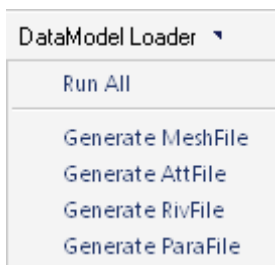 DataModel Loader
Run All
Generate MeshFile
Generate AttFile
Generate RivFile
Generate ParaFile